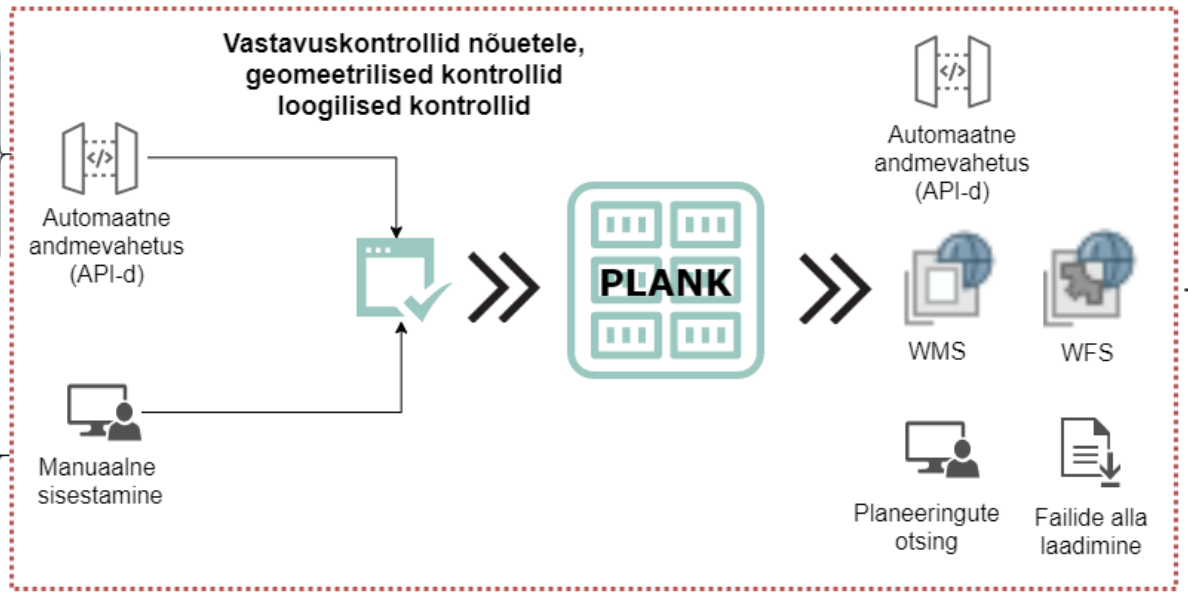 Vastavuskontrollid nõuetele,
geomeetrilised kontrollid
loogilised kontrollid
</>
Automaatne
andmevahetus
(API-d)
Manuaalne
sisestamine
PLANK
</>
Automaatne
andmevahetus
(API-d)
WMS
WFS
Planeeringute
otsing
Failide alla
laadimine